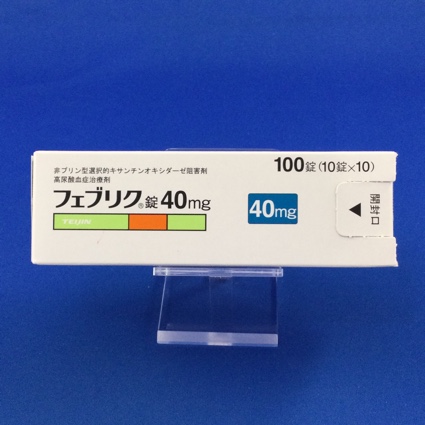 非プリン型選択的キサンチンオキシダーゼ阻害剤
高尿酸血症治療剤
フェブリク®錠40mg
TEIJIN
100錠(10錠×10)
40mg
開封口